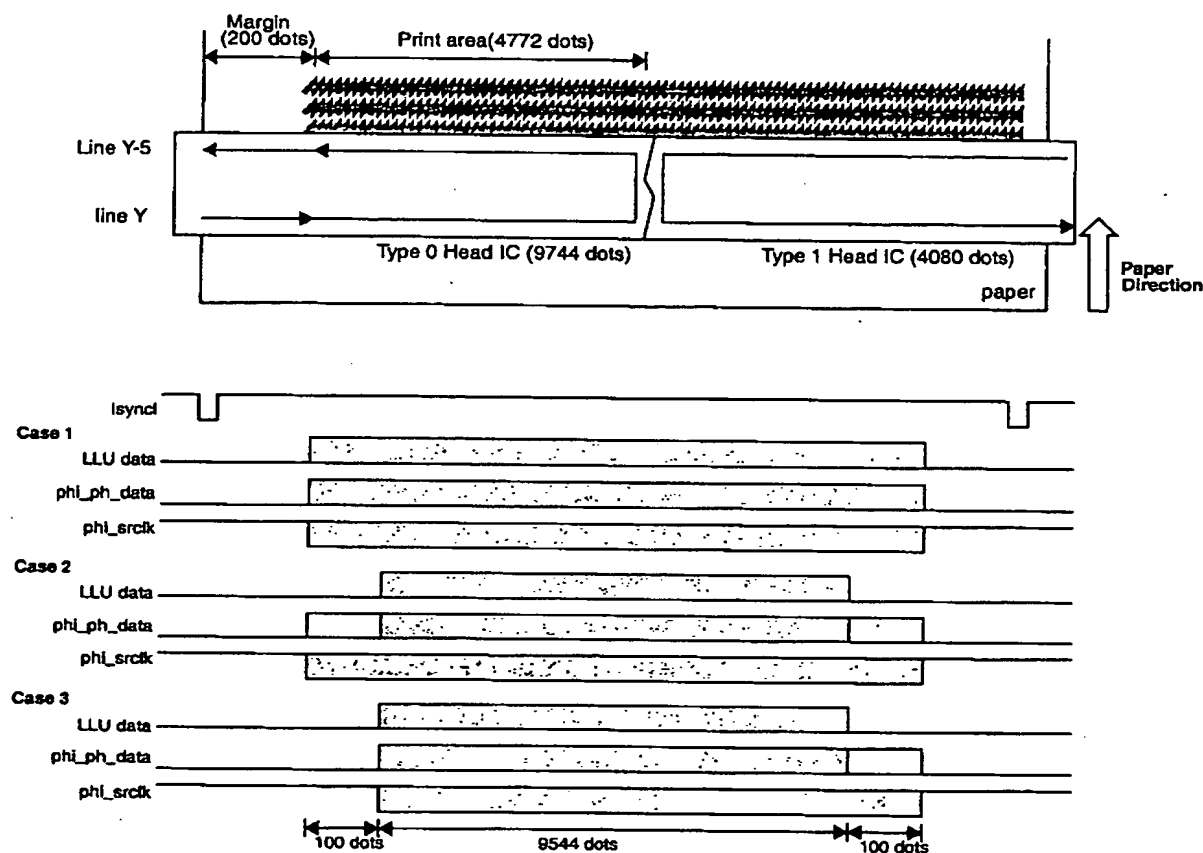 Margin
(200 dots)
Print area(4772 dots)
Line Y-5
line Y
Type 0 Head IC (9744 dots)
Type 1 Head IC (4080 dots)
paper
Paper
Direction
lsyncl
Case 1
LLU data
phi_ph_data
phi_srclk
Case 2
LLU data
phi_ph_data
phi_srclk
Case 3
LLU data
phi_ph_data
phi_srclk
100 dots
9544 dots
100 dots